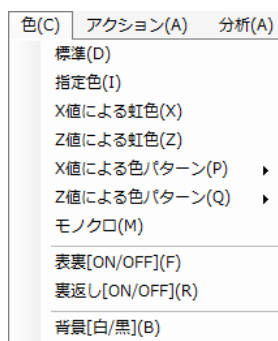 色(C) アクション(A) 分析(A)
標準(D)
指定色(I)
X値による虹色(X)
Z値による虹色(Z)
X値による色パターン(P)
Z値による色パターン(Q)
モノクロ(M)
表裏[ON/OFF](F)
裏返し[ON/OFF](R)
背景[白/黒](B)